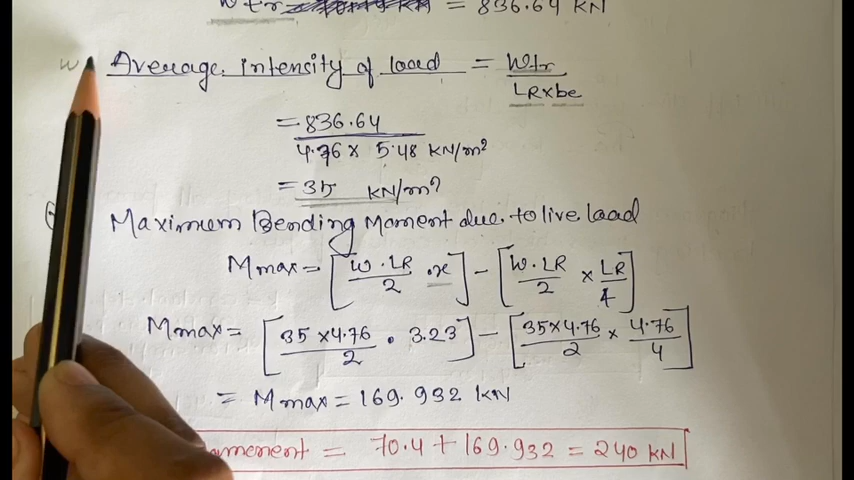 = 836.64 KN
Average intensity of load = Wtr / LR x be
= 836.64 / 4.76 x 5.48 KN/m²
= 35 KN/m²
Maximum Bending Moment due to live load
Mmax = [W.LR / 2 . x] - [W.LR / 2 x LR / 4]
Mmax = [35 x 4.76 / 2 . 3.23] - [35 x 4.76 / 2 x 4.76 / 4]
= Mmax = 169.932 KN
= 70.4 + 169.932 = 240 KN